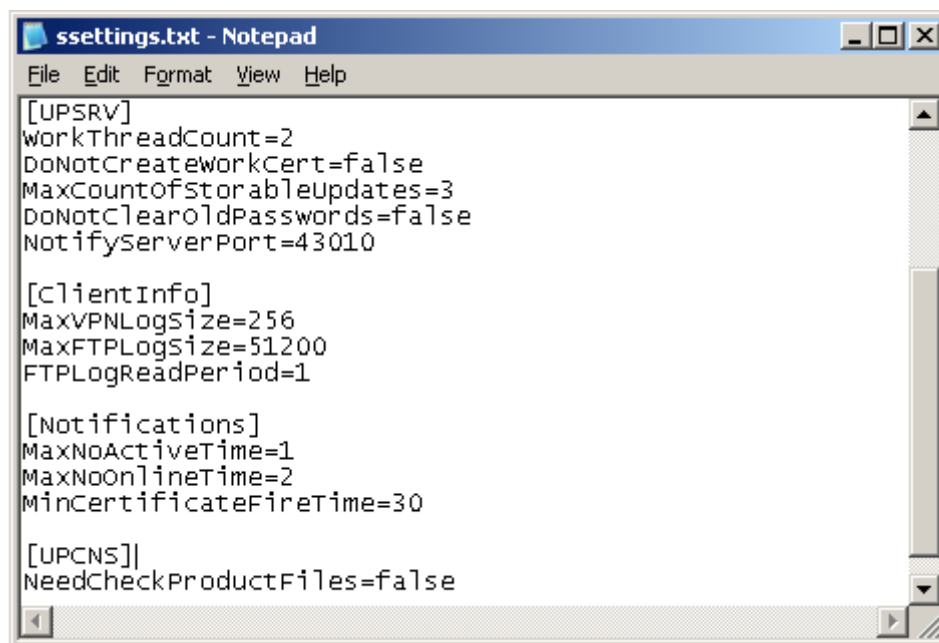 ssettings.txt - Notepad
File Edit Format View Help
[UPSRV]
WorkThreadCount=2
DoNotCreateWorkCert=false
MaxCountOfStorableUpdates=3
DoNotClearOldPasswords=false
NotifyServerPort=43010
[ClientInfo]
MaxVPNLogSize=256
MaxFTPLogSize=51200
FTPLogReadPeriod=1
[Notifications]
MaxNoActiveTime=1
MaxNoOnlineTime=2
MinCertificateFireTime=30
[UPCNS]
NeedCheckProductFiles=false